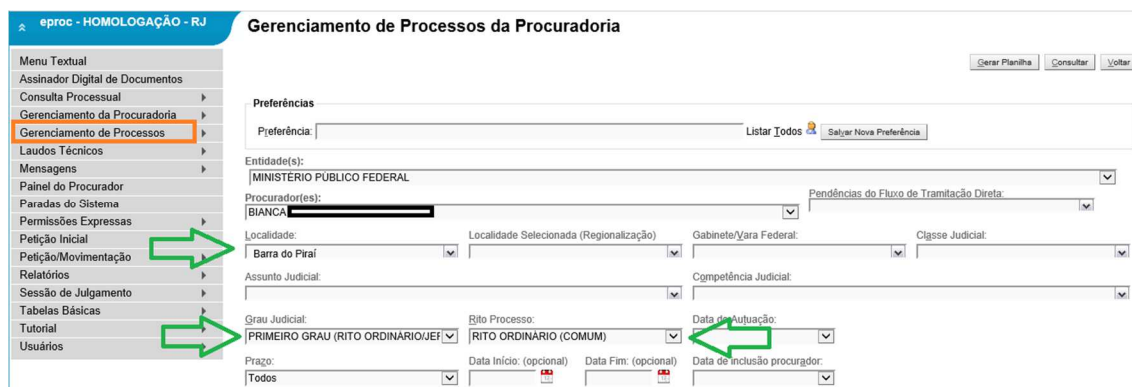 eproc - HOMOLOGAÇÃO - RJ
Gerenciamento de Processos da Procuradoria
Menu Textual
Assinador Digital de Documentos
Consulta Processual
Gerenciamento da Procuradoria
Gerenciamento de Processos
Laudos Técnicos
Mensagens
Painel do Procurador
Paradas do Sistema
Permissões Expressas
Petição Inicial
Petição/Movimentação
Relatórios
Sessão de Julgamento
Tabelas Básicas
Tutorial
Usuários
Gerar Planilha Consultar Voltar
Preferências
Preferência: Listar Todos Salvar Nova Preferência
Entidade(s):
MINISTÉRIO PÚBLICO FEDERAL
Procurador(es): Pendências do Fluxo de Tramitação Direta:
BIANCA
Localidade: Localidade Selecionada (Regionalização) Gabinete/Vara Federal: Classe Judicial:
Barra do Piraí
Assunto Judicial: Competência Judicial:
Grau Judicial: Rito Processo: Data de Autuação:
PRIMEIRO GRAU (RITO ORDINÁRIO/JEF RITO ORDINÁRIO (COMUM)
Prazo: Data Início: (opcional) Data Fim: (opcional) Data de inclusão procurador:
Todos